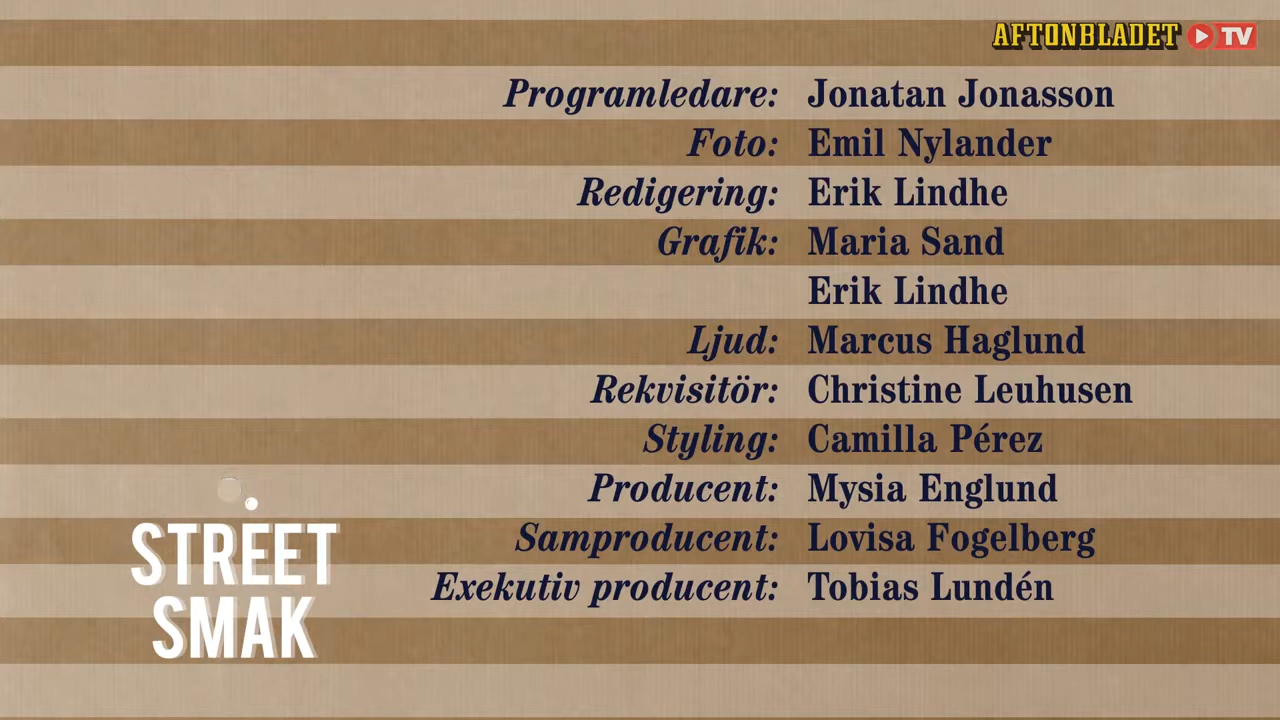 AFTONBLADET TV
Programledare: Jonatan Jonasson
Foto: Emil Nylander
Redigering: Erik Lindhe
Grafik: Maria Sand
Erik Lindhe
Ljud: Marcus Haglund
Rekvisitör: Christine Leuhusen
Styling: Camilla Pérez
Producent: Mysia Englund
Samproducent: Lovisa Fogelberg
Exekutiv producent: Tobias Lundén
STREET
SMAK